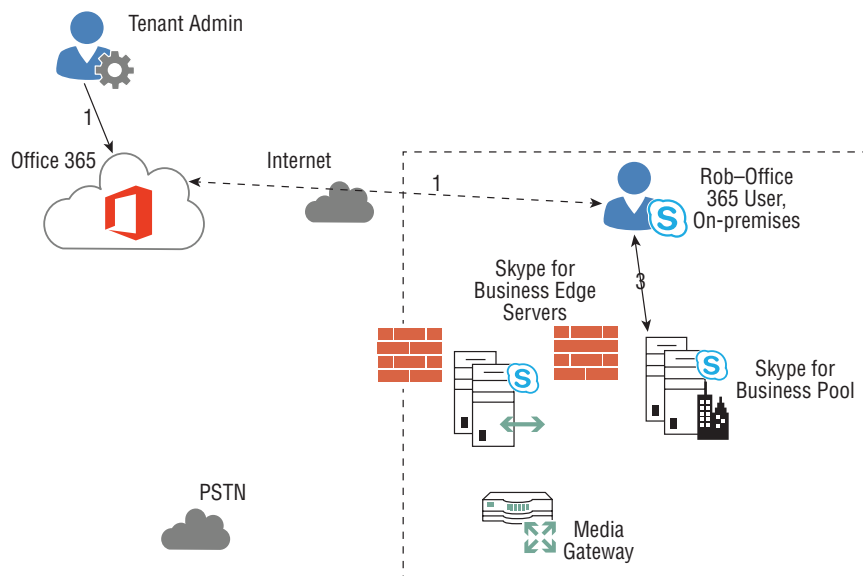 Tenant Admin
1
Office 365
Internet
1
Rob–Office
365 User,
On-premises
3
Skype for
Business Edge
Servers
Skype for
Business Pool
PSTN
Media
Gateway